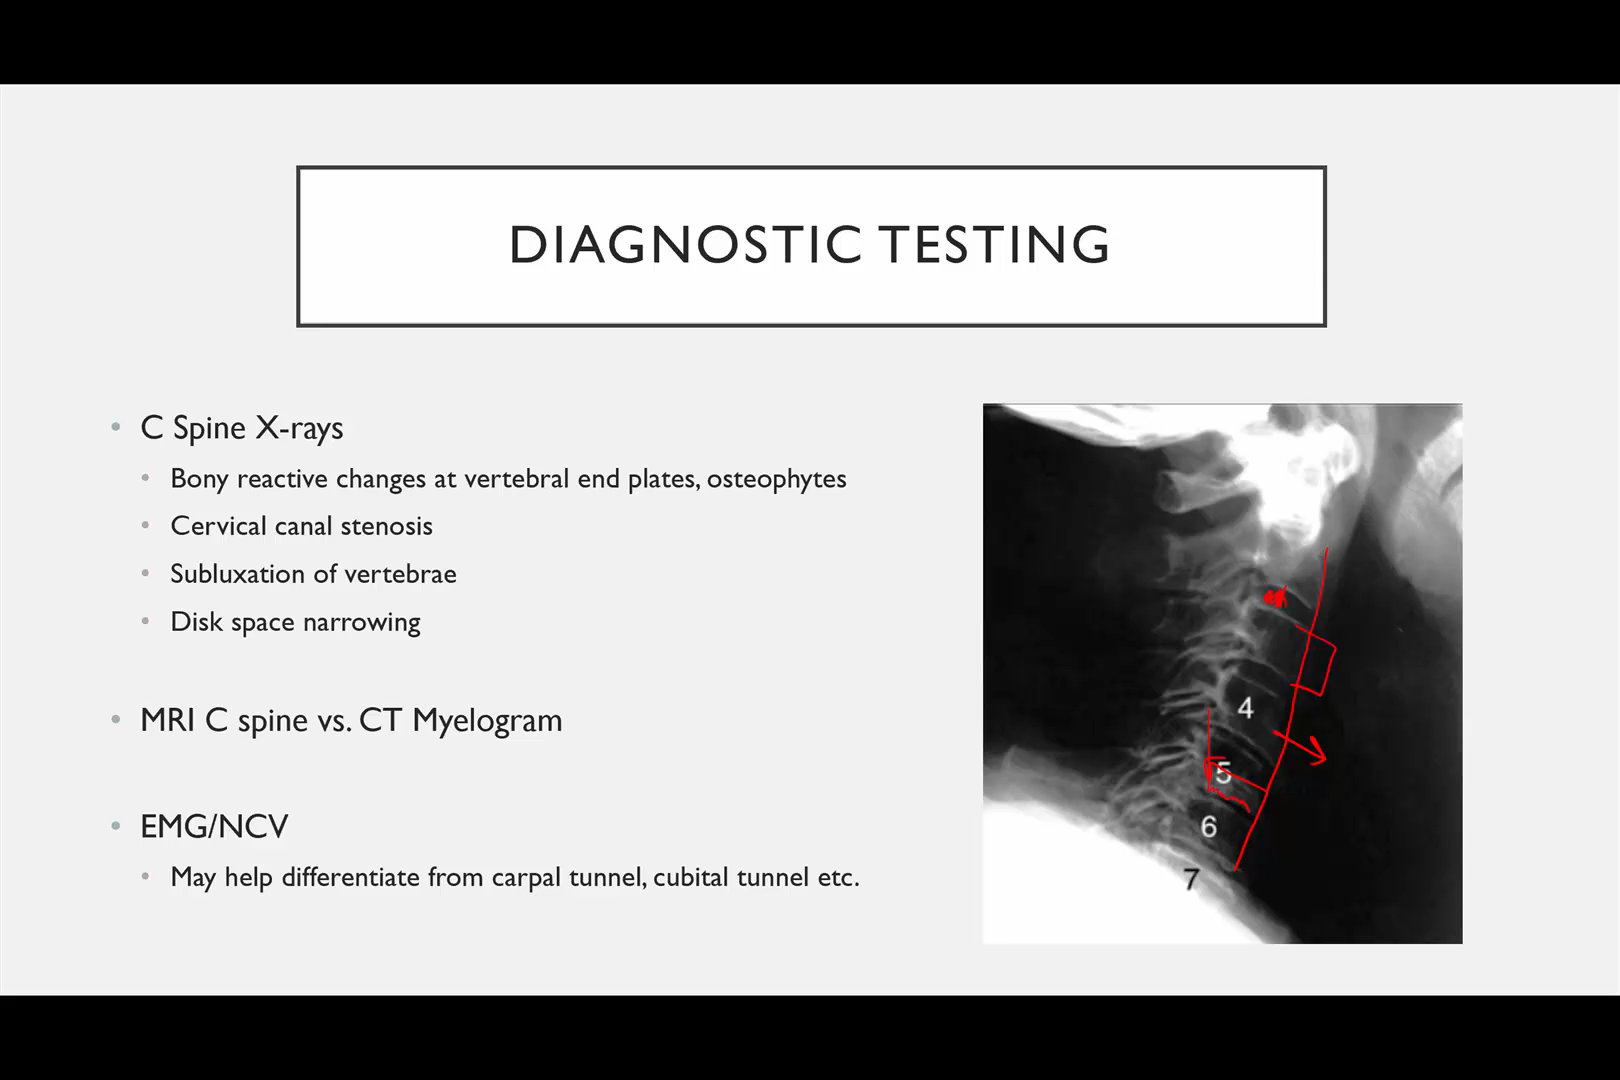 DIAGNOSTIC TESTING
• C Spine X-rays
• Bony reactive changes at vertebral end plates, osteophytes
• Cervical canal stenosis
• Subluxation of vertebrae
• Disk space narrowing
• MRI C spine vs. CT Myelogram
• EMG/NCV
• May help differentiate from carpal tunnel, cubital tunnel etc.
4
5
6
7